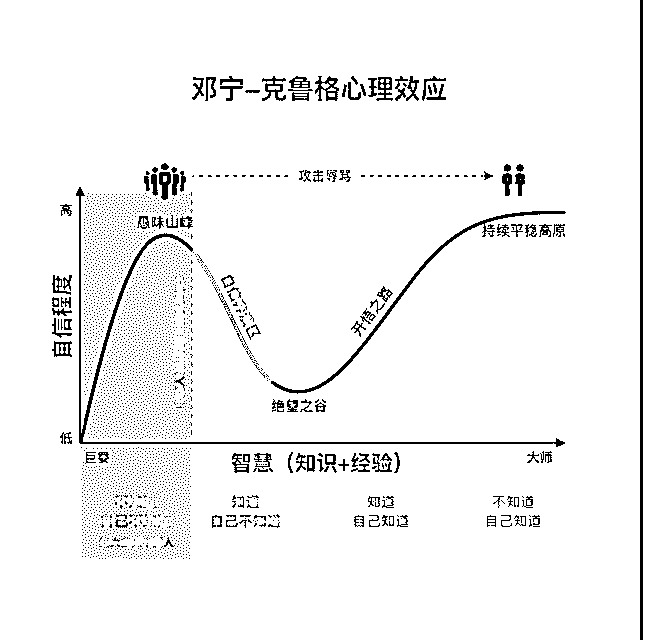 邓宁–克鲁格心理效应
攻击辱骂
高
愚昧山峰
持续平稳高原
自信程度
开悟之路
绝望之谷
低
巨婴
智慧（知识+经验）
大师
知道
自己不知道
知道
自己知道
不知道
自己知道